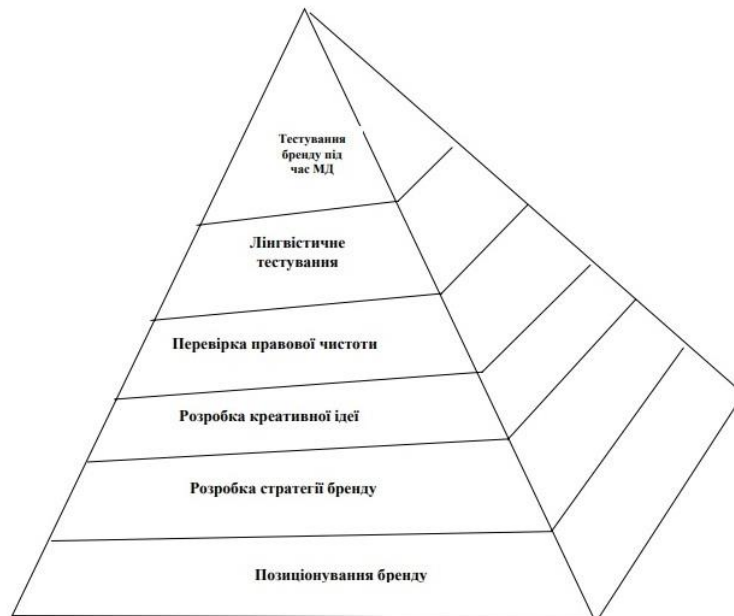 Тестування
бренду під
час МД
Лінгвістичне
тестування
Перевірка правової чистоти
Розробка креативної ідеї
Розробка стратегії бренду
Позиціонування бренду